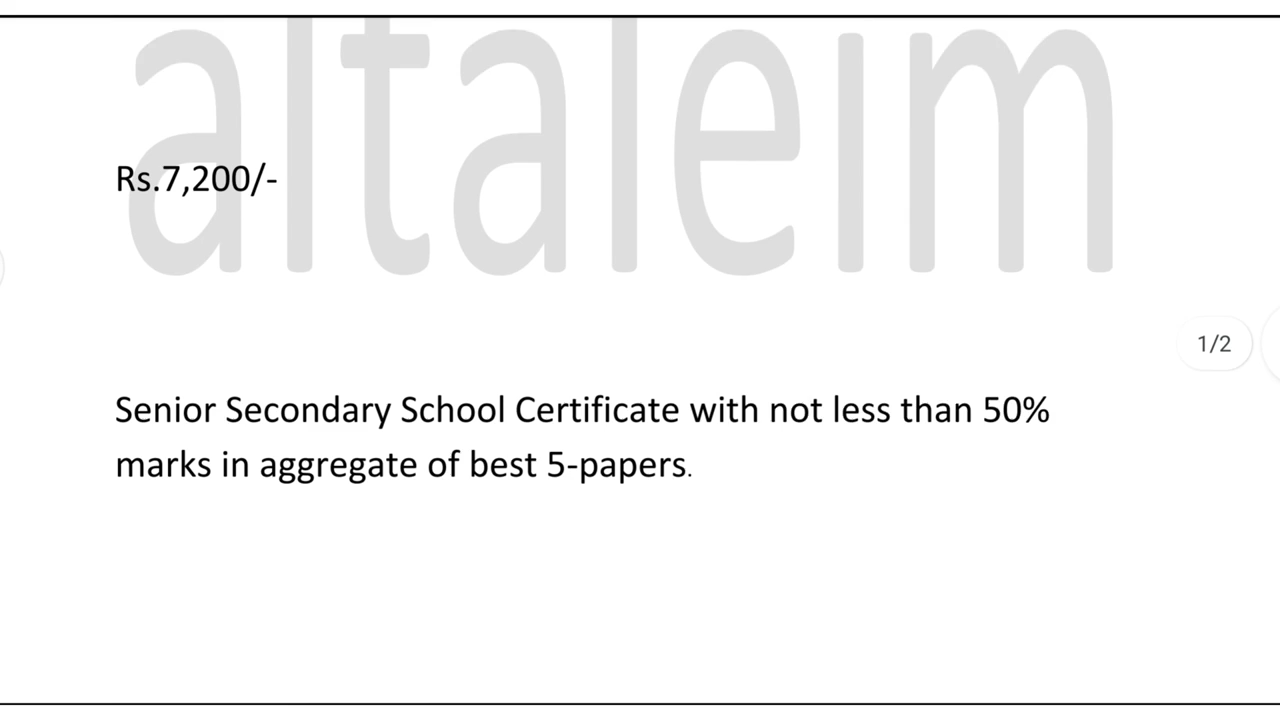 altaleim
Rs.7,200/-
1/2
Senior Secondary School Certificate with not less than 50%
marks in aggregate of best 5-papers.